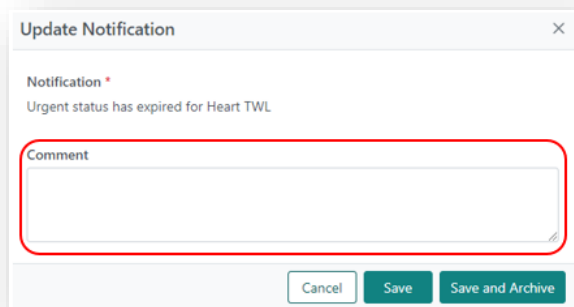 Update Notification
Notification *
Urgent status has expired for Heart TWL
Comment
Cancel Save Save and Archive